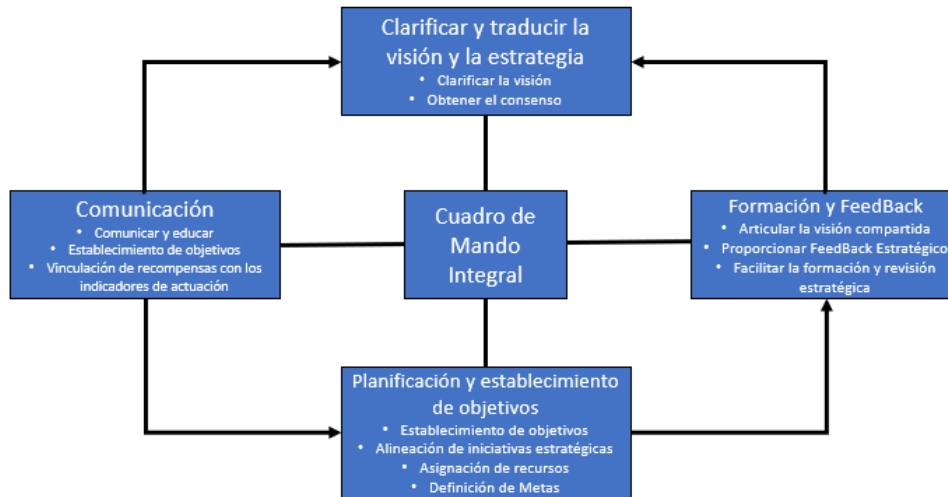 Clarificar y traducir la
visión y la estrategia
• Clarificar la visión
• Obtener el consenso
Comunicación
• Comunicar y educar
• Establecimiento de objetivos
• Vinculación de recompensas con los
indicadores de actuación
Cuadro de
Mando
Integral
Formación y FeedBack
• Articular la visión compartida
• Proporcionar FeedBack Estratégico
• Facilitar la formación y revisión
estratégica
Planificación y establecimiento
de objetivos
• Establecimiento de objetivos
• Alineación de iniciativas estratégicas
• Asignación de recursos
• Definición de Metas